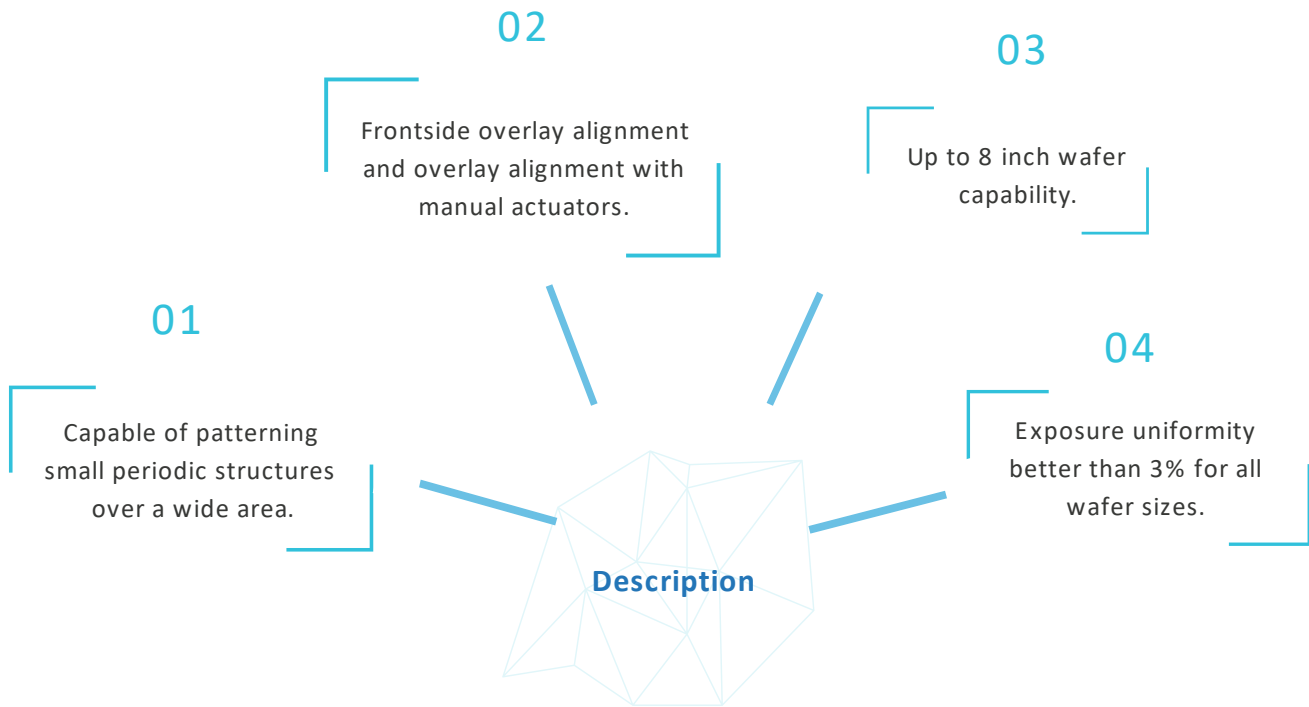 01
Capable of patterning
small periodic structures
over a wide area.
02
Frontside overlay alignment
and overlay alignment with
manual actuators.
03
Up to 8 inch wafer
capability.
04
Exposure uniformity
better than 3% for all
wafer sizes.
Description